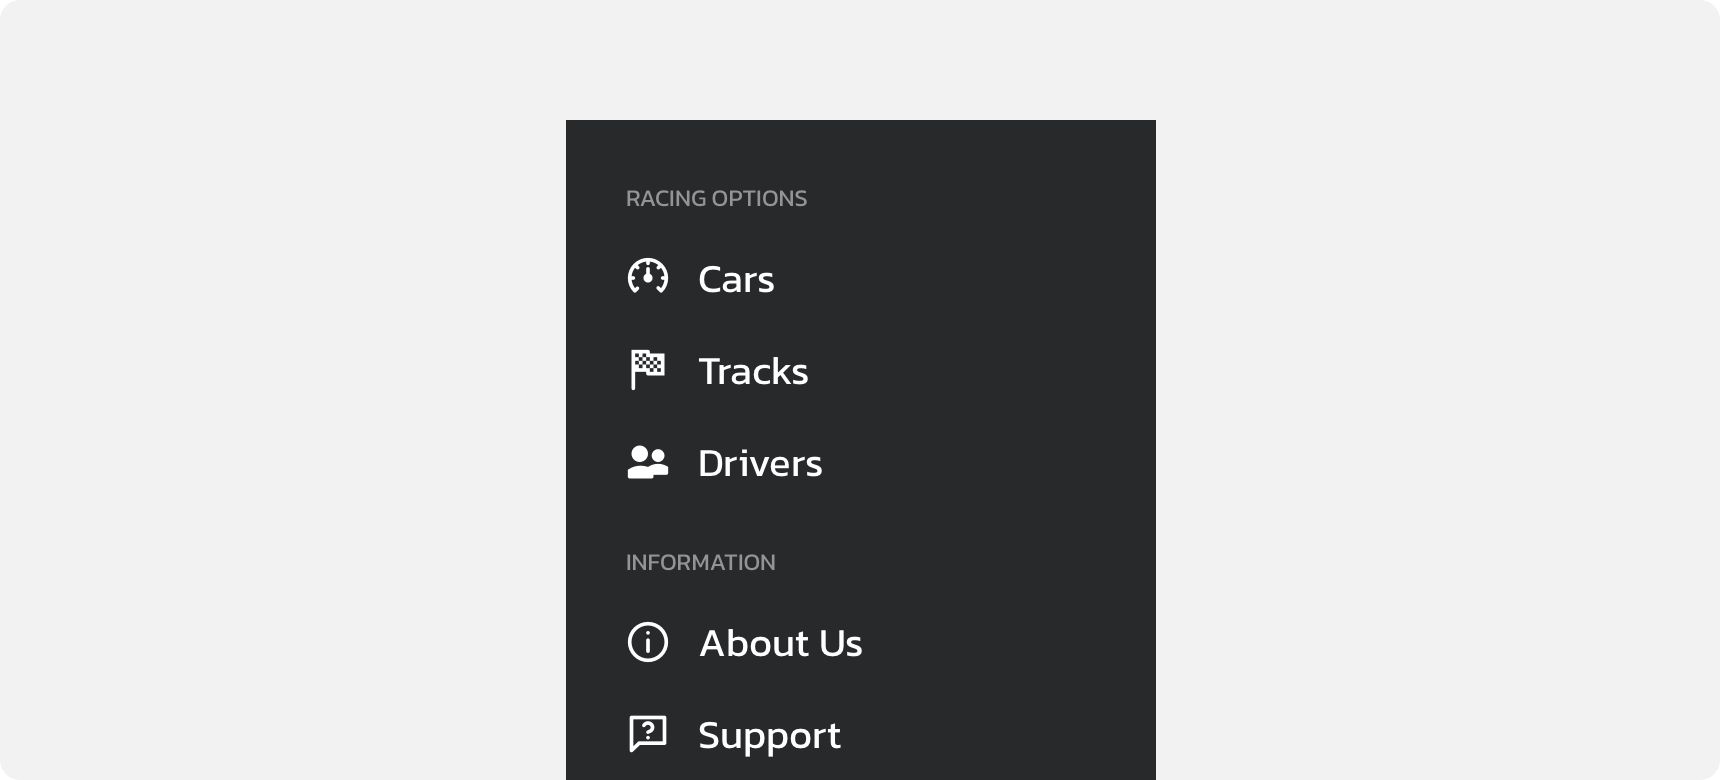 RACING OPTIONS
Cars
Tracks
Drivers
INFORMATION
About Us
Support